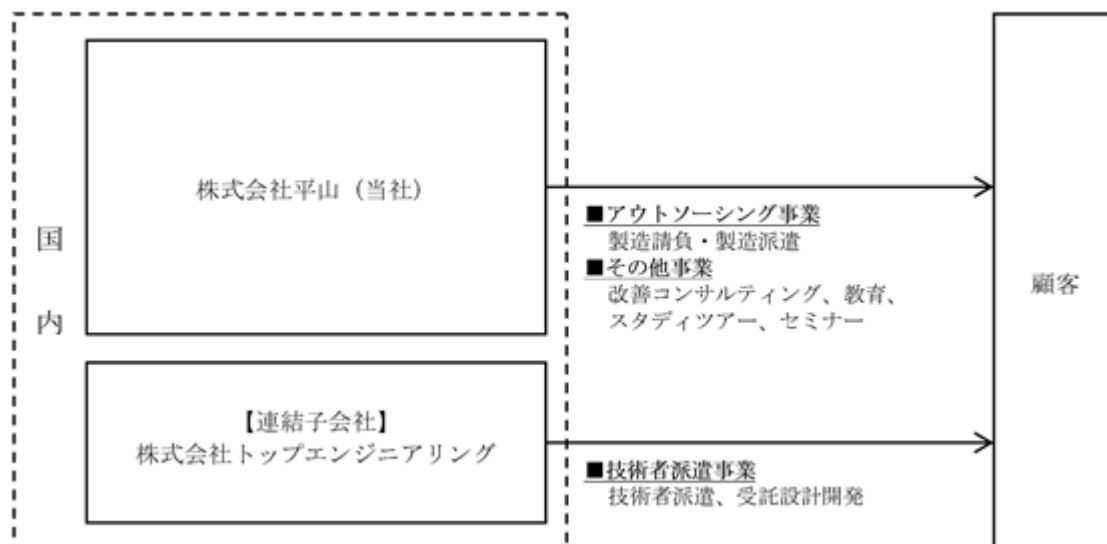 国
内
株式会社平山（当社）
■アウトソーシング事業
製造請負・製造派遣
■その他事業
改善コンサルティング、教育、
スタディツアー、セミナー
【連結子会社】
株式会社トップエンジニアリング
■技術者派遣事業
技術者派遣、受託設計開発
顧客